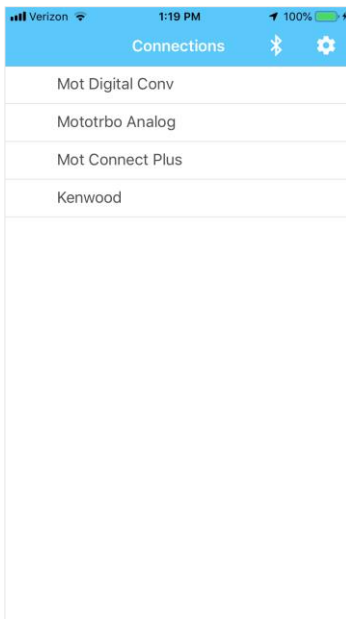 Verizon 1:19 PM 100%
Connections
Mot Digital Conv
Mototrbo Analog
Mot Connect Plus
Kenwood